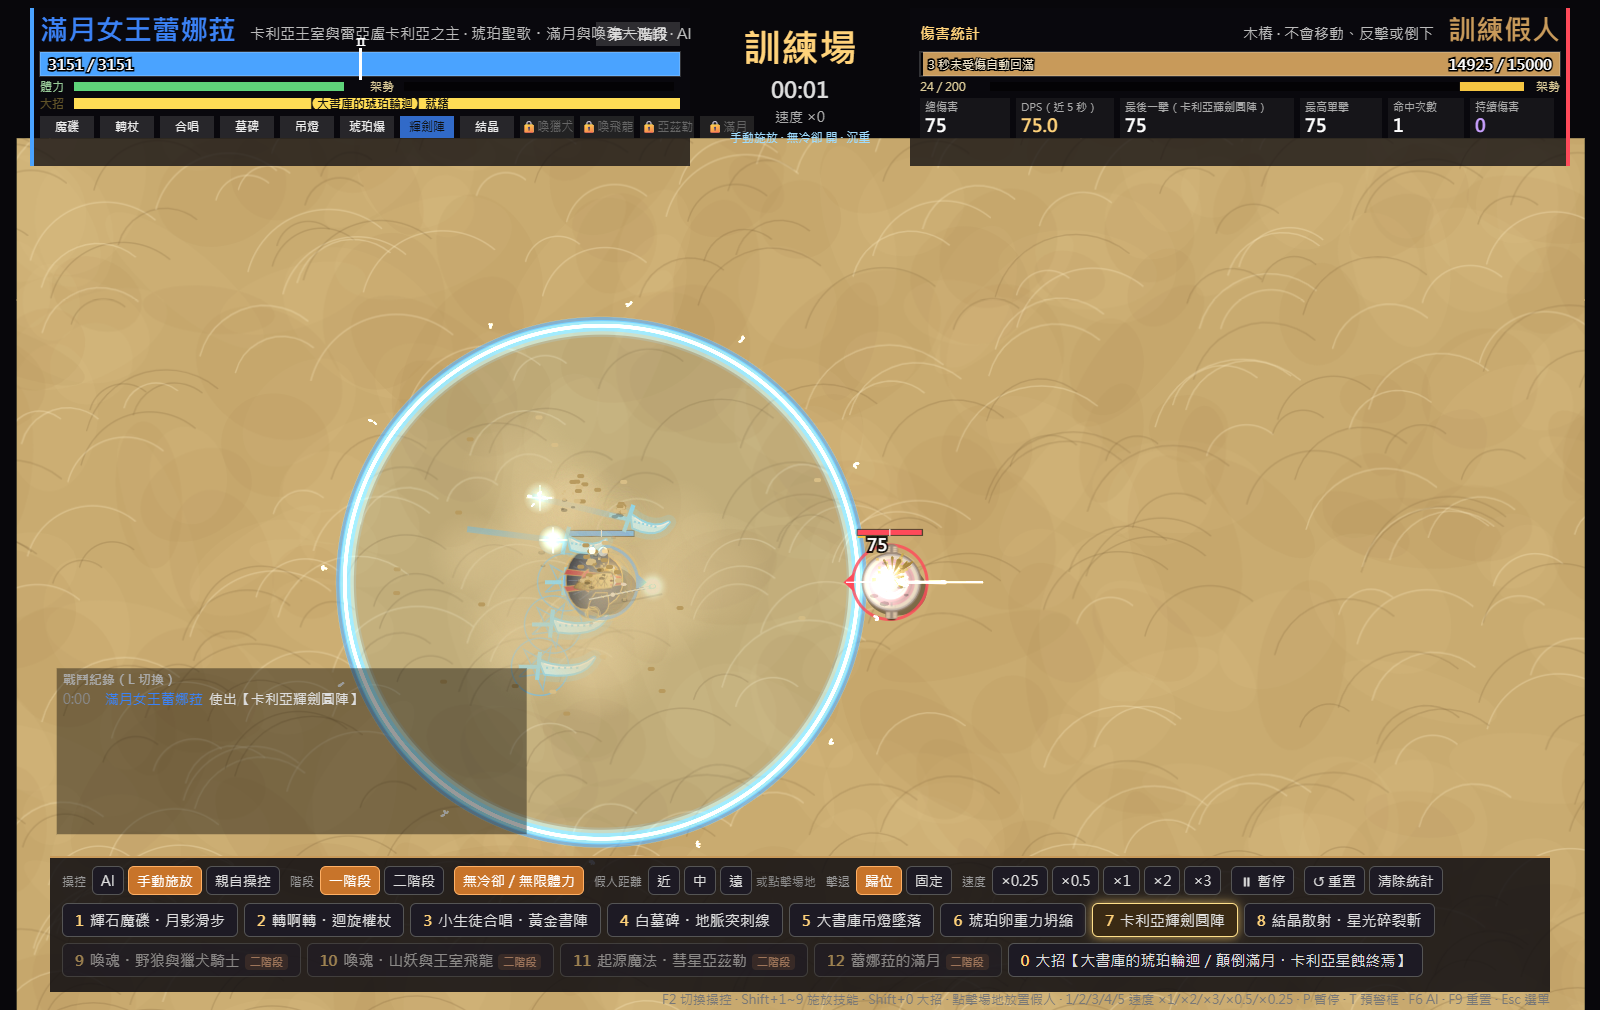 滿月女王蕾娜菈 卡利亞王室與雷亞盧卡利亞之主 · 琥珀聖歌 · 滿月與喚 · AI
II
3151 / 3151
體力 架勢
大招 【大書庫的琥珀輪迴】就緒
魔礫 轉杖 合唱 墓碑 吊燈 琥珀爆 輝劍陣 結晶 喚獵犬 喚飛龍 亞茲勒 滿月
訓練場
00:01
速度 ×0
手動施放 · 無冷卻 開 · 沉重
傷害統計 木樁 · 不會移動、反擊或倒下 訓練假人
3 秒未受傷自動回滿 14925 / 15000
24 / 200 架勢
總傷害 DPS（近 5 秒） 最後一擊（卡利亞輝劍圓陣） 最高單擊 命中次數 持續傷害
75 75.0 75 75 1 0
75
戰鬥紀錄（L 切換）
0:00 滿月女王蕾娜菈 使出【卡利亞輝劍圓陣】
操控 AI 手動施放 親自操控 階段 一階段 二階段 無冷卻 / 無限體力 假人距離 近 中 遠 或點擊場地 擊退 歸位 固定 速度 ×0.25 ×0.5 ×1 ×2 ×3 ⏸ 暫停 ↺ 重置 清除統計
1 輝石魔礫 · 月影滑步 2 轉啊轉 · 迴旋權杖 3 小生徒合唱 · 黃金書陣 4 白墓碑 · 地脈突刺線 5 大書庫吊燈墜落 6 琥珀卵重力坍縮 7 卡利亞輝劍圓陣 8 結晶散射 · 星光碎裂斬
9 喚魂 · 野狼與獵犬騎士 二階段 10 喚魂 · 山妖與王室飛龍 二階段 11 起源魔法 · 彗星亞茲勒 二階段 12 蕾娜菈的滿月 二階段 0 大招【大書庫的琥珀輪迴 / 顛倒滿月 · 卡利亞星蝕終焉】
F2 切換操控 · Shift+1~9 施放技能 · Shift+0 大招 · 點擊場地放置假人 · 1/2/3/4/5 速度 ×1/×2/×3/×0.5/×0.25 · P 暫停 · T 預警框 · F6 AI · F9 重置 · Esc 選單